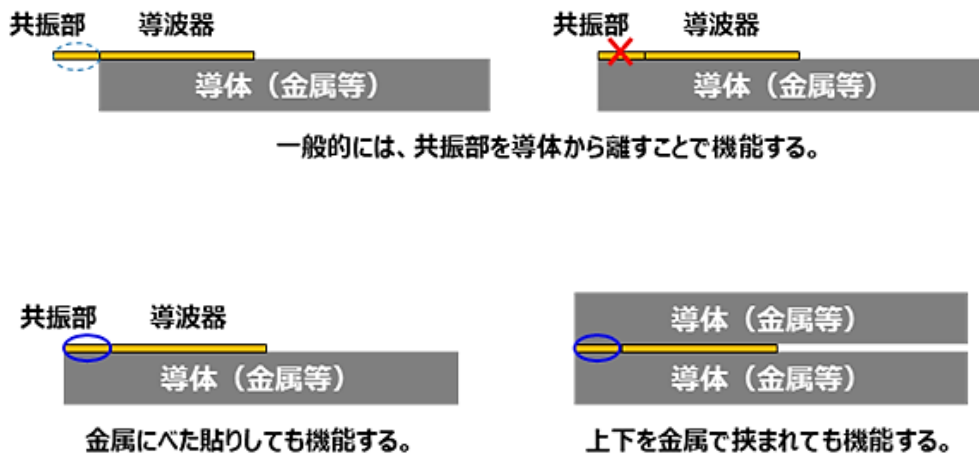 共振部 導波器
導体（金属等）
共振部 導波器
導体（金属等）
一般的には、共振部を導体から離すことで機能する。
共振部 導波器
導体（金属等）
金属にべた貼りしても機能する。
導体（金属等）
導体（金属等）
上下を金属で挟まれても機能する。